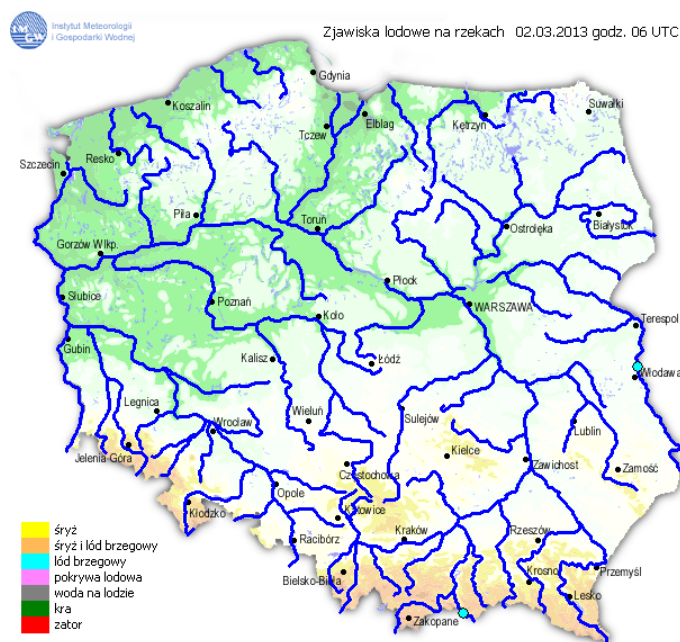 Instytut Meteorologii
i Gospodarki Wodnej
Zjawiska lodowe na rzekach 02.03.2013 godz. 06 UTC
Gdynia
Koszalin
Suwałki
Elbląg
Kętrzyn
Tczew
Resko
Szczecin
Piła
Toruń
Białystok
Ostrołęka
Gorzów Wlkp.
Płock
Słubice
Poznań
WARSZAWA
Koło
Terespol
Gubin
Kalisz
Łódź
Włodawa
Legnica
Wrocław
Wieluń
Sulejów
Lublin
Jelenia Góra
Kielce
Zawichost
Zamość
Częstochowa
Opole
Kłodzko
Katowice
Racibórz
Kraków
Rzeszów
Bielsko-Biała
Krosno
Przemyśl
Lesko
Zakopane
śryż
śryż i lód brzegowy
lód brzegowy
pokrywa lodowa
woda na lodzie
kra
zator